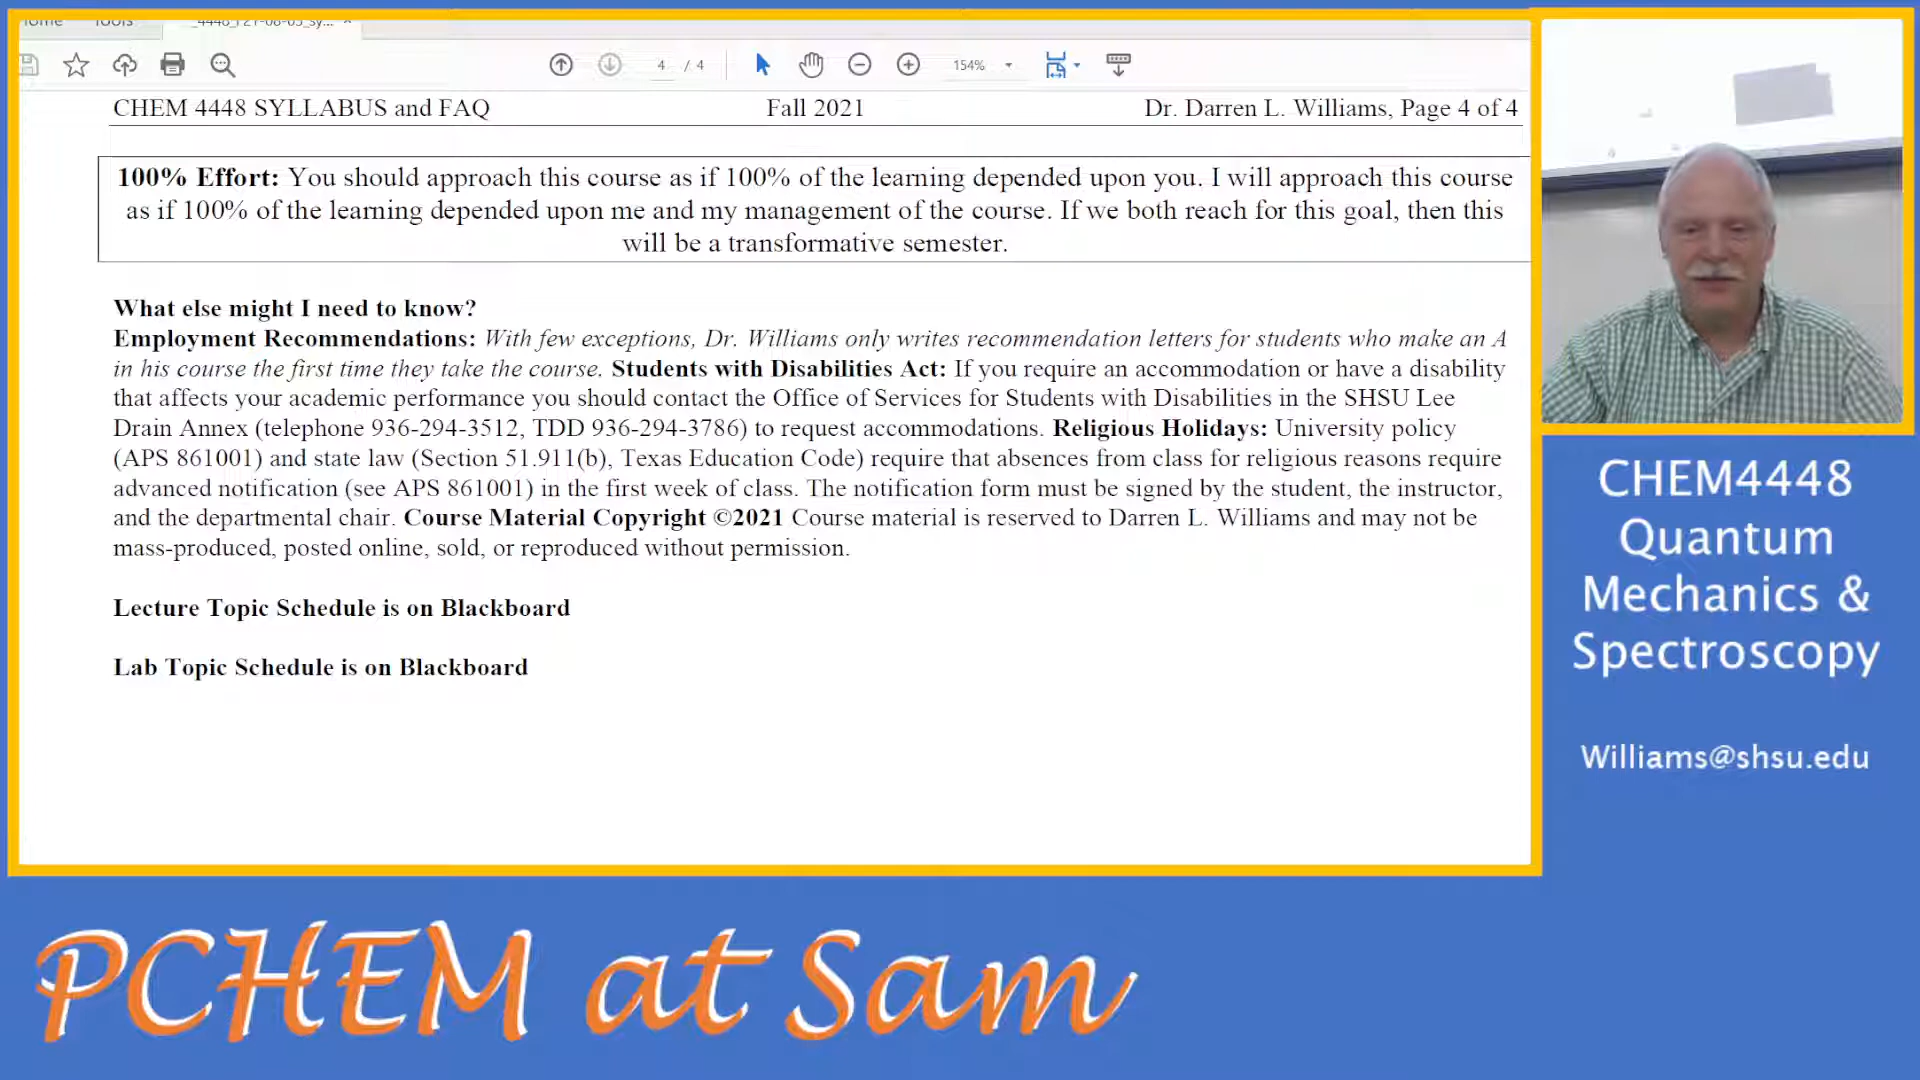 Home Tools _4448_F21-08-05_sy... ×
4 / 4 154%
CHEM 4448 SYLLABUS and FAQ Fall 2021 Dr. Darren L. Williams, Page 4 of 4
100% Effort: You should approach this course as if 100% of the learning depended upon you. I will approach this course
as if 100% of the learning depended upon me and my management of the course. If we both reach for this goal, then this
will be a transformative semester.
What else might I need to know?
Employment Recommendations: With few exceptions, Dr. Williams only writes recommendation letters for students who make an A
in his course the first time they take the course. Students with Disabilities Act: If you require an accommodation or have a disability
that affects your academic performance you should contact the Office of Services for Students with Disabilities in the SHSU Lee
Drain Annex (telephone 936-294-3512, TDD 936-294-3786) to request accommodations. Religious Holidays: University policy
(APS 861001) and state law (Section 51.911(b), Texas Education Code) require that absences from class for religious reasons require
advanced notification (see APS 861001) in the first week of class. The notification form must be signed by the student, the instructor,
and the departmental chair. Course Material Copyright ©2021 Course material is reserved to Darren L. Williams and may not be
mass-produced, posted online, sold, or reproduced without permission.
Lecture Topic Schedule is on Blackboard
Lab Topic Schedule is on Blackboard
CHEM4448
Quantum
Mechanics &
Spectroscopy
Williams@shsu.edu
PCHEM at Sam